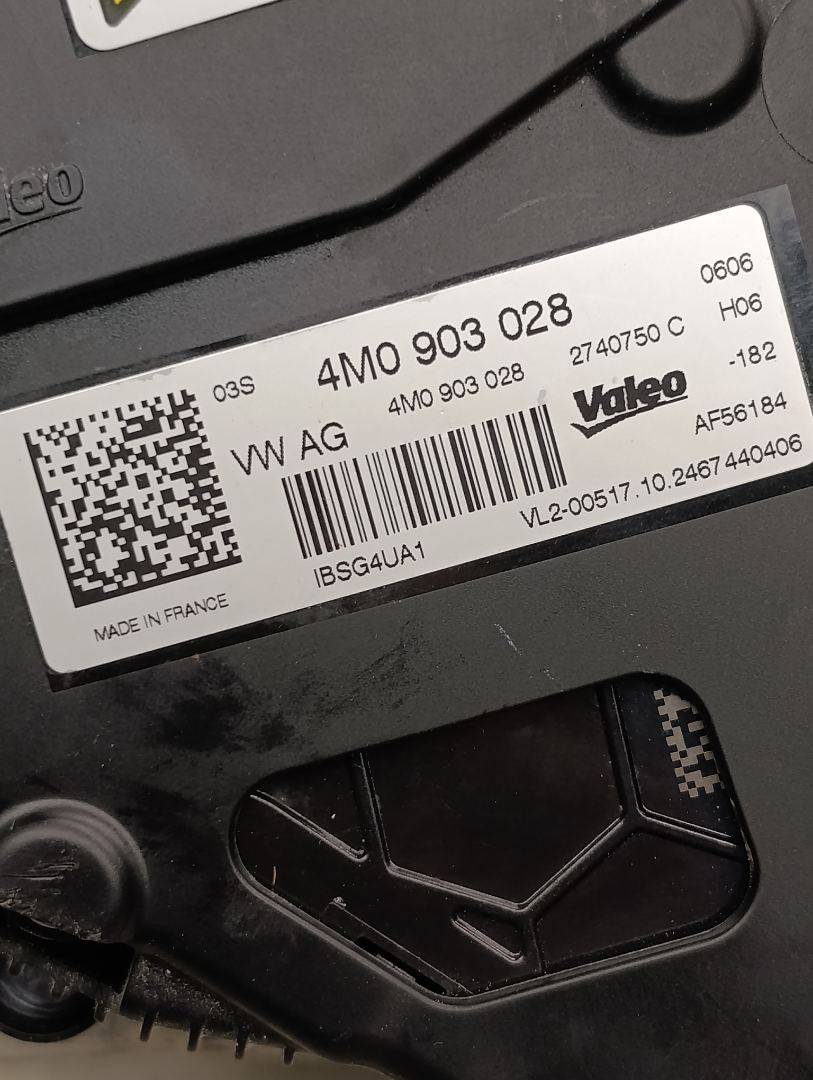 03S
4M0 903 028
0606
4M0 903 028
2740750 C
H06
VW AG
Valeo
-182
AF56184
IBSG4UA1
VL2-00517.10.2467440406
MADE IN FRANCE